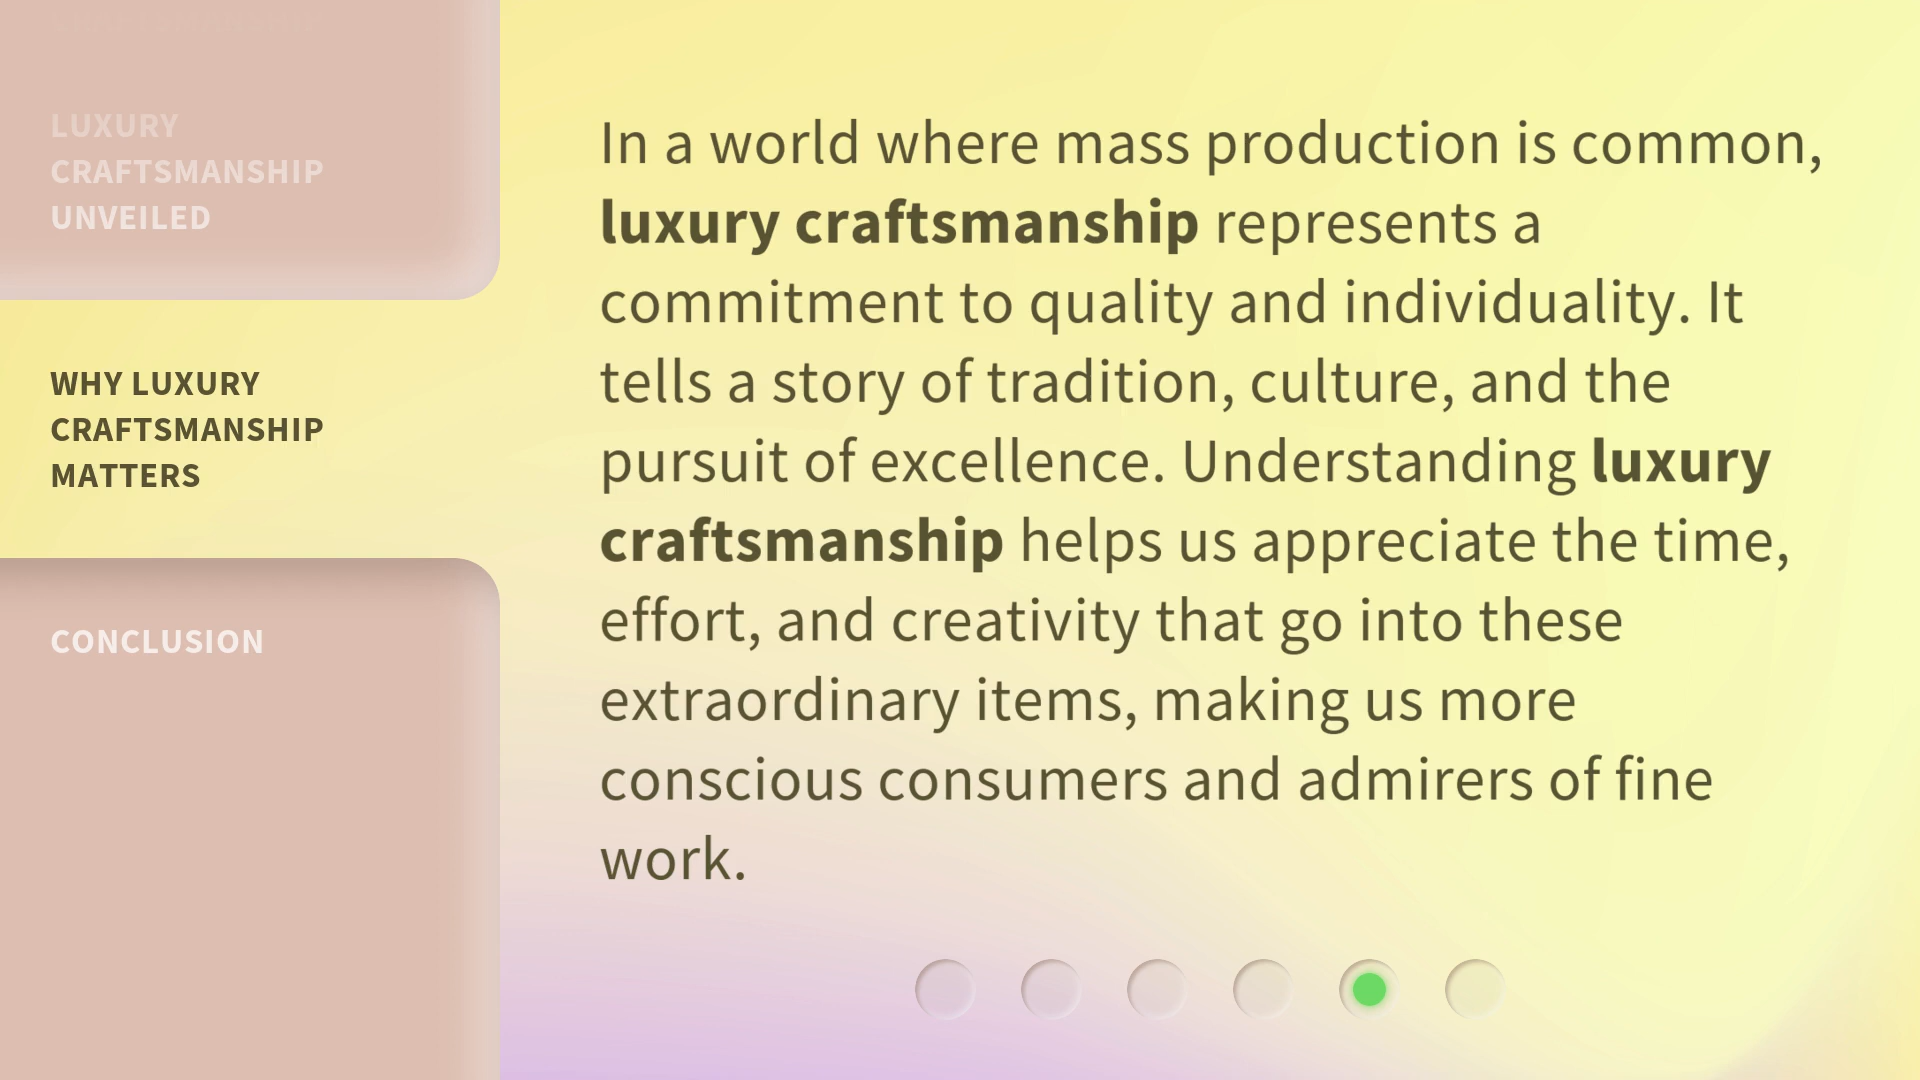 LUXURY
CRAFTSMANSHIP
UNVEILED
WHY LUXURY
CRAFTSMANSHIP
MATTERS
CONCLUSION
In a world where mass production is common,
luxury craftsmanship represents a
commitment to quality and individuality. It
tells a story of tradition, culture, and the
pursuit of excellence. Understanding luxury
craftsmanship helps us appreciate the time,
effort, and creativity that go into these
extraordinary items, making us more
conscious consumers and admirers of fine
work.